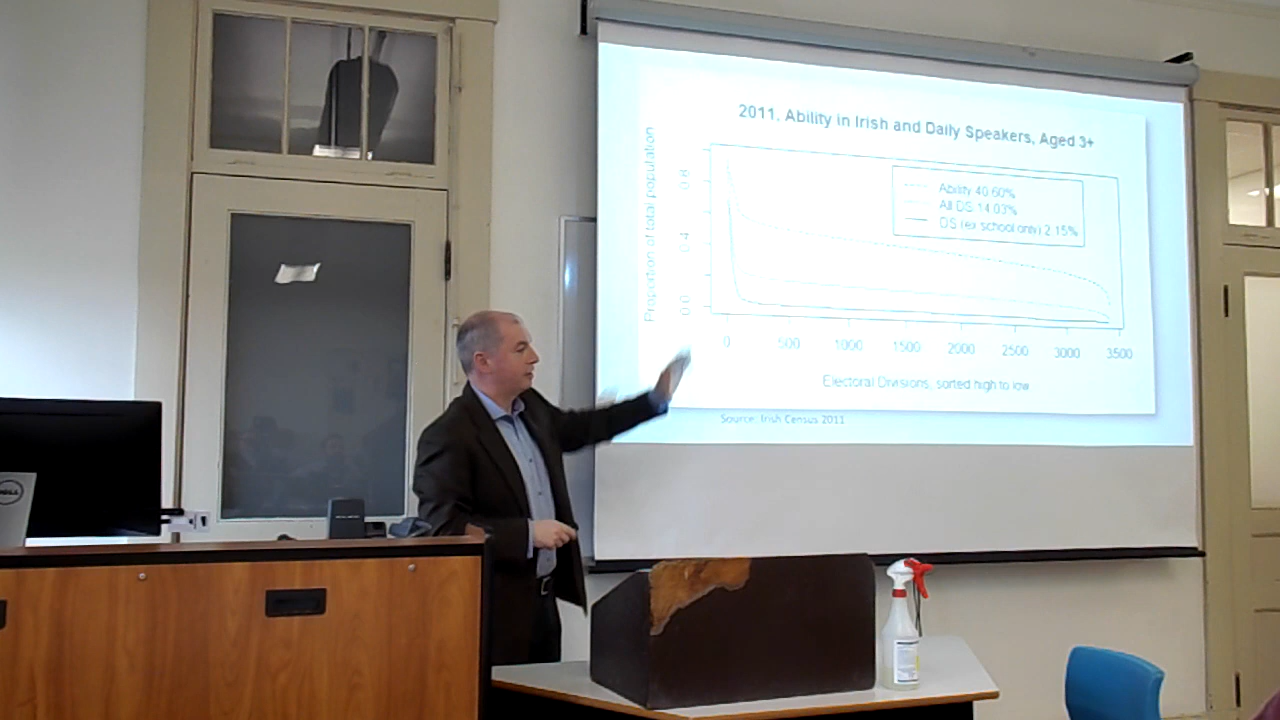 2011, Ability in Irish and Daily Speakers, Aged 3+
Proportion of total population
0.8
0.4
0.0
Ability 40.60%
All DS 14.03%
DS (ex school only) 2.15%
0 500 1000 1500 2000 2500 3000 3500
Electoral Divisions, sorted high to low
Source: Irish Census 2011
DELL